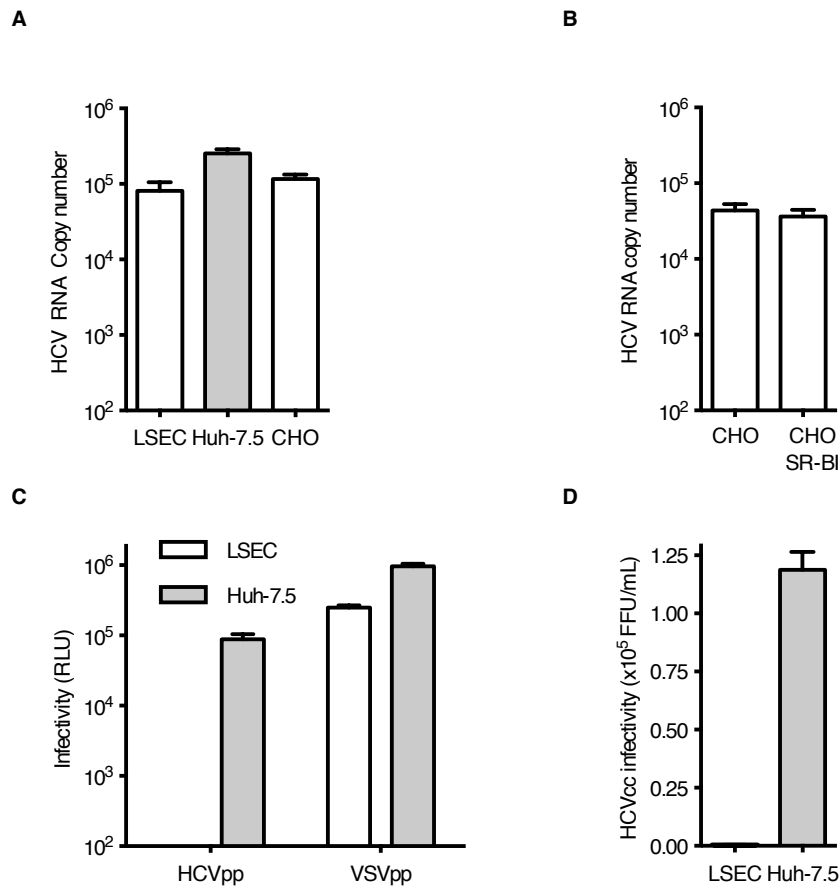 A
HCV RNA Copy number
10⁶
10⁵
10⁴
10³
10²
LSEC Huh-7.5 CHO
B
HCV RNA copy number
10⁶
10⁵
10⁴
10³
10²
CHO CHO
SR-BI
C
Infectivity (RLU)
10⁶
10⁵
10⁴
10³
10²
LSEC
Huh-7.5
HCVpp VSVpp
D
HCVcc infectivity (x10⁵ FFU/mL)
1.25
1.00
0.75
0.50
0.25
0.00
LSEC Huh-7.5